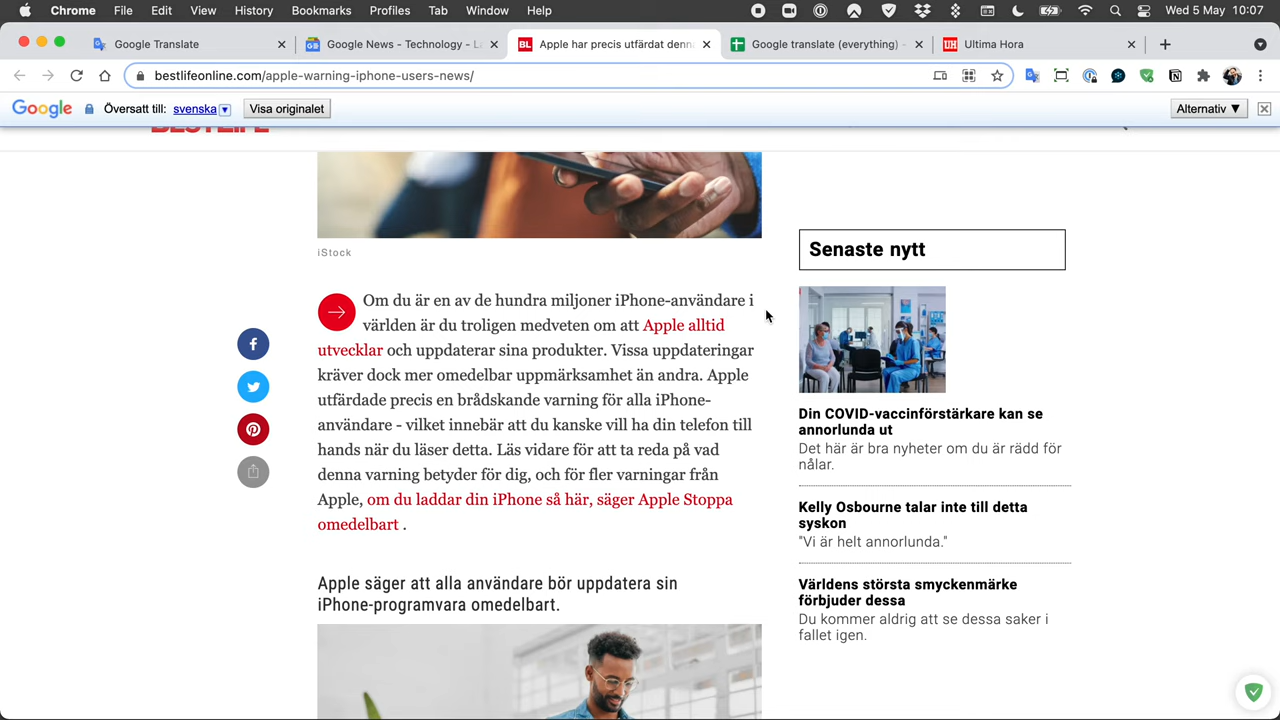 Chrome File Edit View History Bookmarks Profiles Tab Window Help Wed 5 May 10:07
Google Translate
Google News - Technology - L
Apple har precis utfärdat denn
Google translate (everything) -
Ultima Hora
bestlifeonline.com/apple-warning-iphone-users-news/
Google Översatt till: svenska Visa originalet Alternativ ▼
BESTLIFE
iStock
Om du är en av de hundra miljoner iPhone-användare i
världen är du troligen medveten om att Apple alltid
utvecklar och uppdaterar sina produkter. Vissa uppdateringar
kräver dock mer omedelbar uppmärksamhet än andra. Apple
utfärdade precis en brådskande varning för alla iPhone-
användare - vilket innebär att du kanske vill ha din telefon till
hands när du läser detta. Läs vidare för att ta reda på vad
denna varning betyder för dig, och för fler varningar från
Apple, om du laddar din iPhone så här, säger Apple Stoppa
omedelbart .
Apple säger att alla användare bör uppdatera sin
iPhone-programvara omedelbart.
Senaste nytt
Din COVID-vaccinförstärkare kan se
annorlunda ut
Det här är bra nyheter om du är rädd för
nålar.
Kelly Osbourne talar inte till detta
syskon
"Vi är helt annorlunda."
Världens största smyckenmärke
förbjuder dessa
Du kommer aldrig att se dessa saker i
fallet igen.